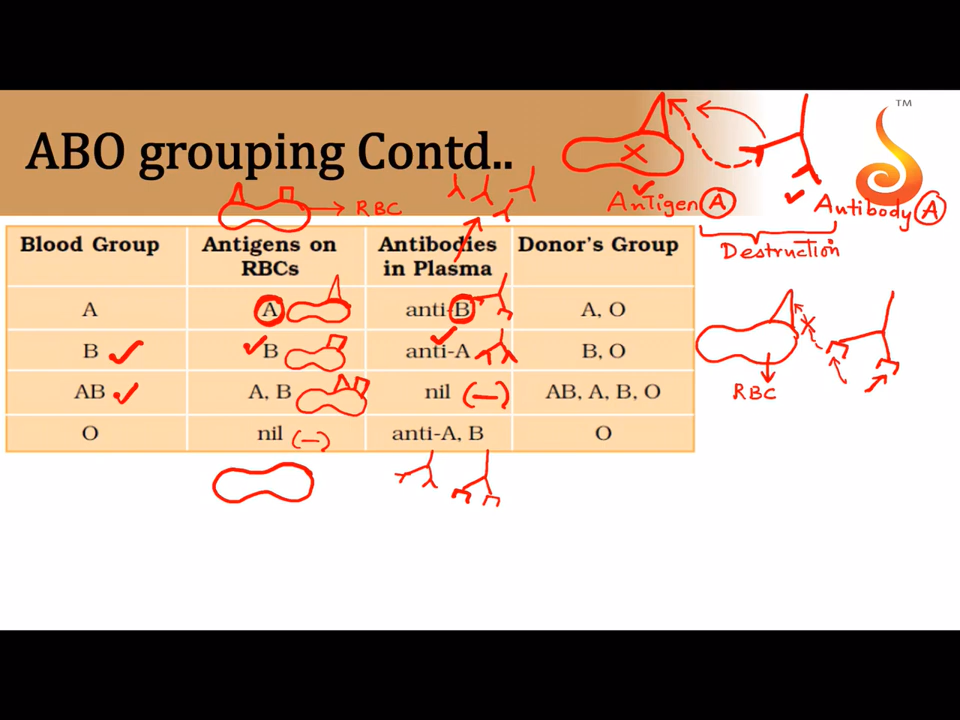 ABO grouping Contd..
TM
Antigen A
Antibody A
Destruction
RBC
Blood Group
Antigens on RBCs
Antibodies in Plasma
Donor's Group
A
A
anti-B
A, O
B
B
anti-A
B, O
AB
A, B
nil (-)
AB, A, B, O
O
nil (-)
anti-A, B
O
RBC